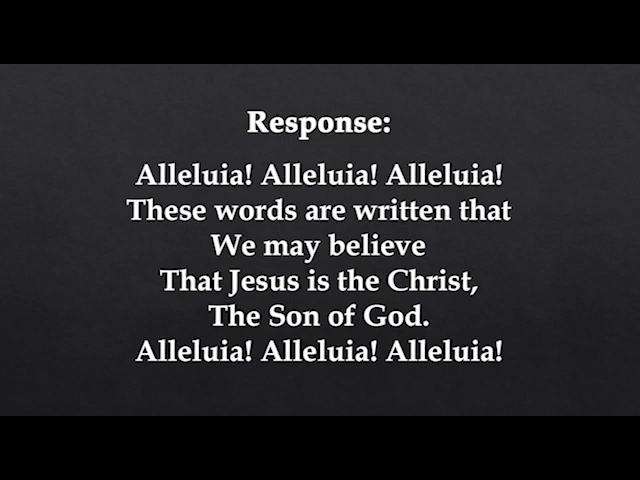 Response:
Alleluia! Alleluia! Alleluia!
These words are written that
We may believe
That Jesus is the Christ,
The Son of God.
Alleluia! Alleluia! Alleluia!